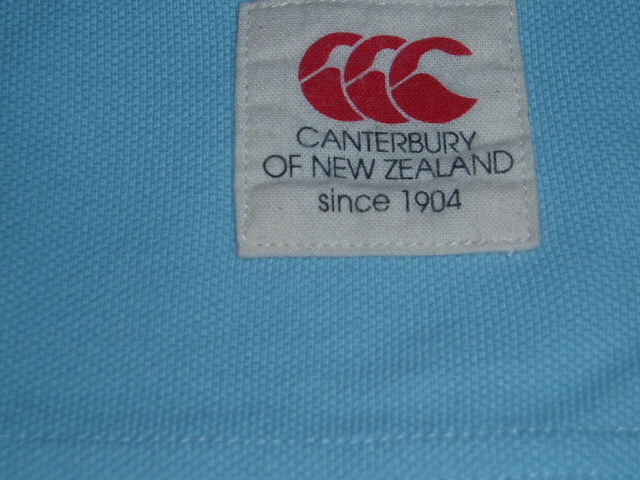 CANTERBURY
OF NEW ZEALAND
since 1904